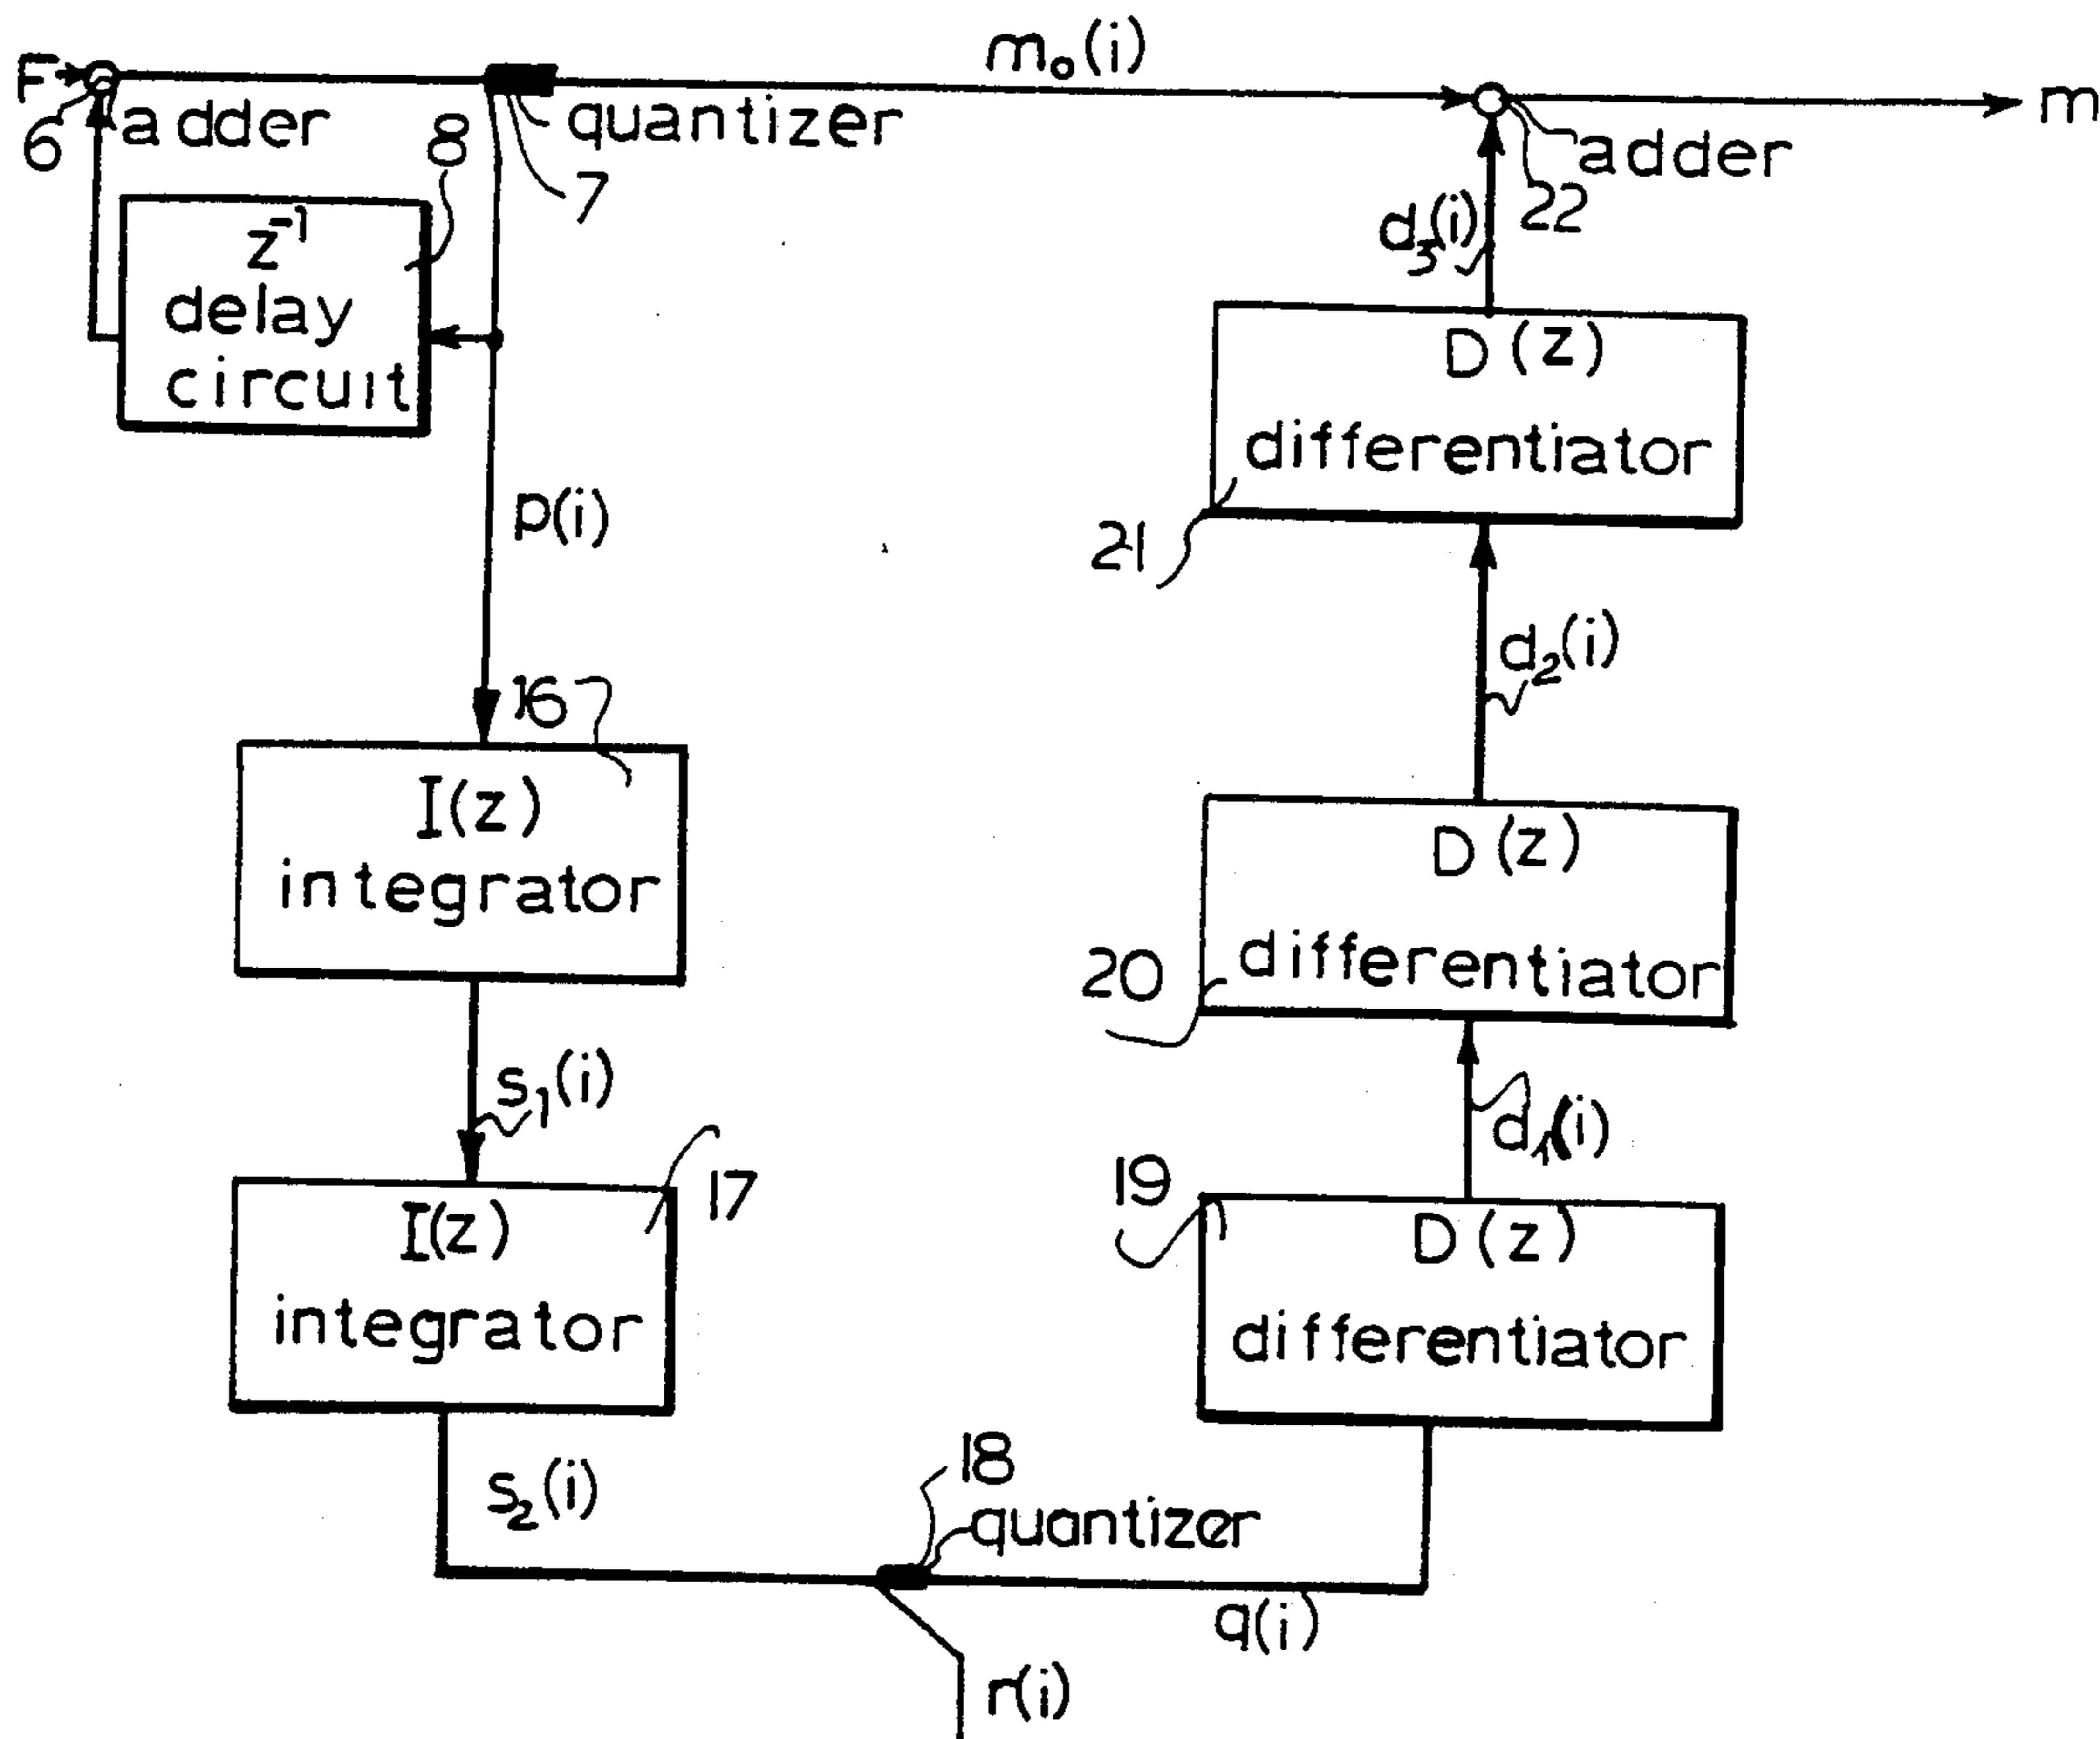 m₀(i)
F
m
6
adder
8
quantizer
7
adder
22
z⁻¹
delay
circuit
d₃(i)
D(z)
differentiator
21
p(i)
d₂(i)
16
I(z)
integrator
D(z)
differentiator
20
s₁(i)
d₁(i)
17
19
I(z)
integrator
D(z)
differentiator
s₂(i)
18
quantizer
q(i)
r(i)